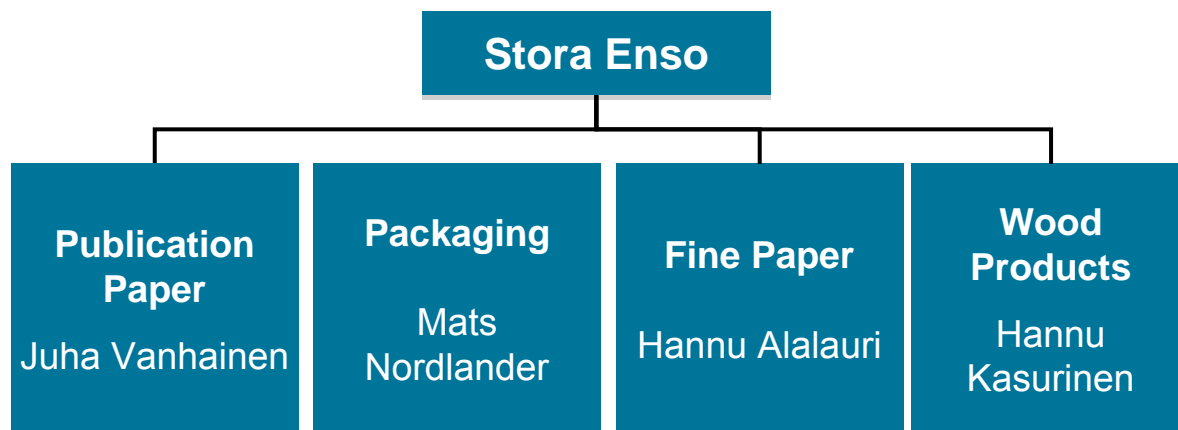 Stora Enso
Publication
Paper
Juha Vanhainen
Packaging
Mats
Nordlander
Fine Paper
Hannu Alalauri
Wood
Products
Hannu
Kasurinen